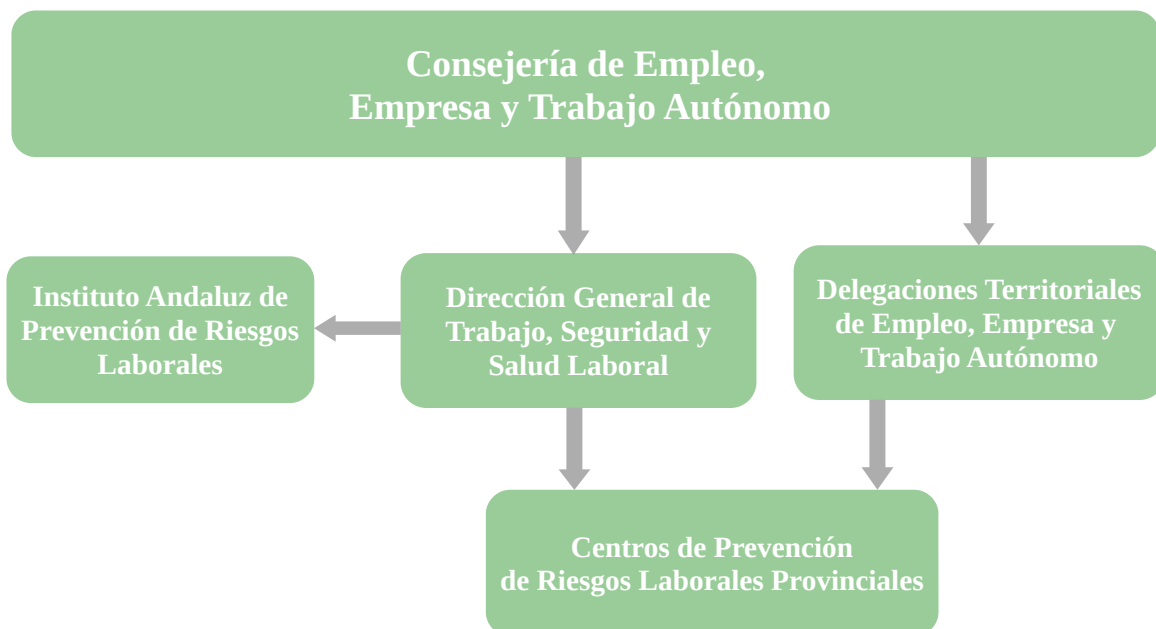 Consejería de Empleo,
Empresa y Trabajo Autónomo
Instituto Andaluz de
Prevención de Riesgos
Laborales
Dirección General de
Trabajo, Seguridad y
Salud Laboral
Delegaciones Territoriales
de Empleo, Empresa y
Trabajo Autónomo
Centros de Prevención
de Riesgos Laborales Provinciales